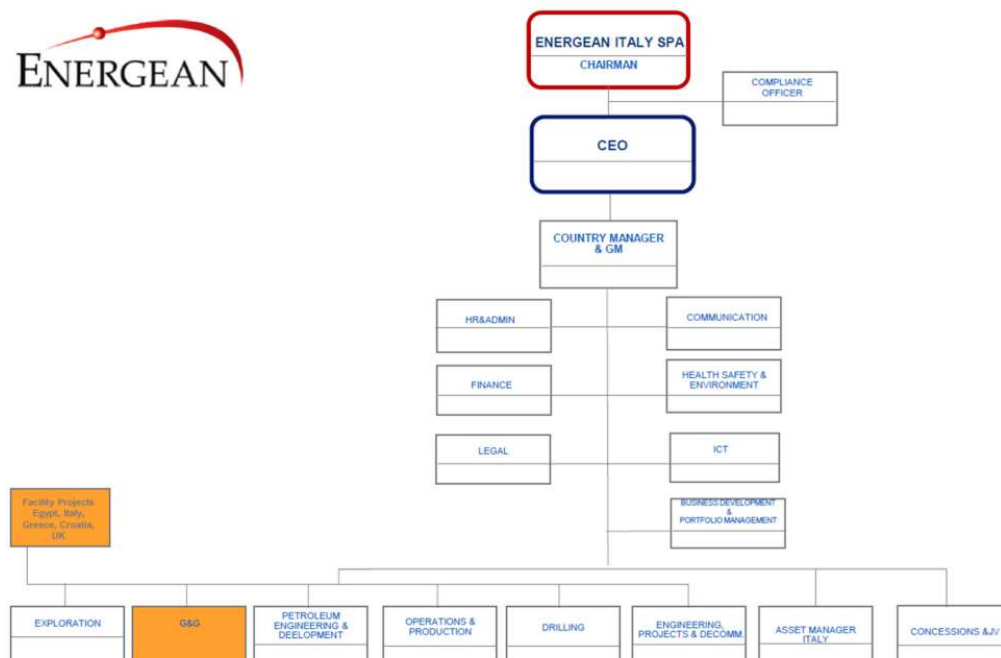 ENERGEAN
ENERGEAN ITALY SPA
CHAIRMAN
COMPLIANCE
OFFICER
CEO
COUNTRY MANAGER
& GM
HR&ADMIN
COMMUNICATION
FINANCE
HEALTH SAFETY &
ENVIRONMENT
LEGAL
ICT
BUSINESS DEVELOPMENT
&
PORTFOLIO MANAGEMENT
Facility Projects
Egypt, Italy,
Greece, Croatia,
UK
EXPLORATION
G&G
PETROLEUM
ENGINEERING &
DEELOPMENT
OPERATIONS &
PRODUCTION
DRILLING
ENGINEERING,
PROJECTS & DECOMM.
ASSET MANAGER
ITALY
CONCESSIONS &JV